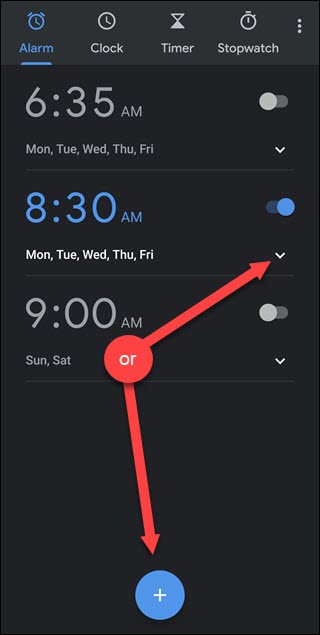 Alarm Clock Timer Stopwatch
6:35 AM
Mon, Tue, Wed, Thu, Fri
8:30 AM
Mon, Tue, Wed, Thu, Fri
9:00 AM
or
Sun, Sat
+